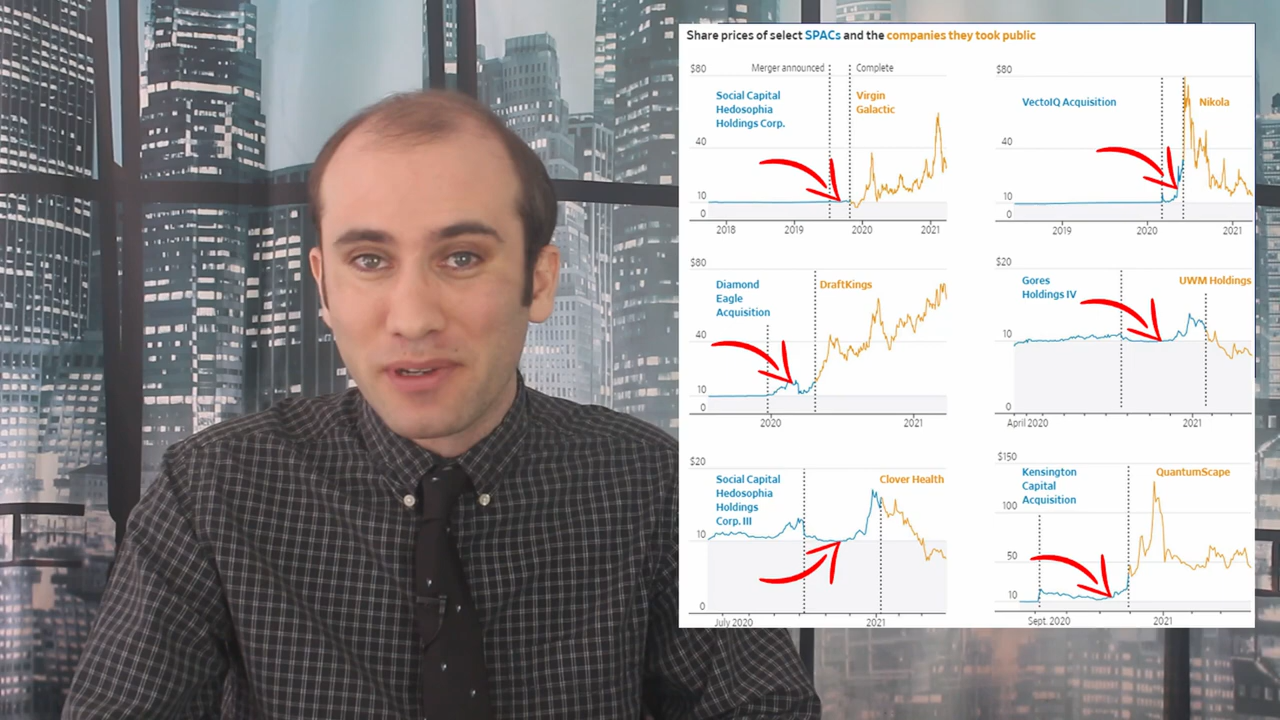 Share prices of select SPACs and the companies they took public
$80
Merger announced
Complete
Social Capital
Hedosophia
Holdings Corp.
Virgin
Galactic
40
10
0
2018
2019
2020
2021
$80
VectoIQ Acquisition
Nikola
40
10
0
2019
2020
2021
$80
Diamond
Eagle
Acquisition
DraftKings
40
10
0
2020
2021
$20
Gores
Holdings IV
UWM Holdings
10
0
April 2020
2021
$20
Social Capital
Hedosophia
Holdings
Corp. III
Clover Health
10
0
July 2020
2021
$150
Kensington
Capital
Acquisition
QuantumScape
100
50
10
Sept. 2020
2021